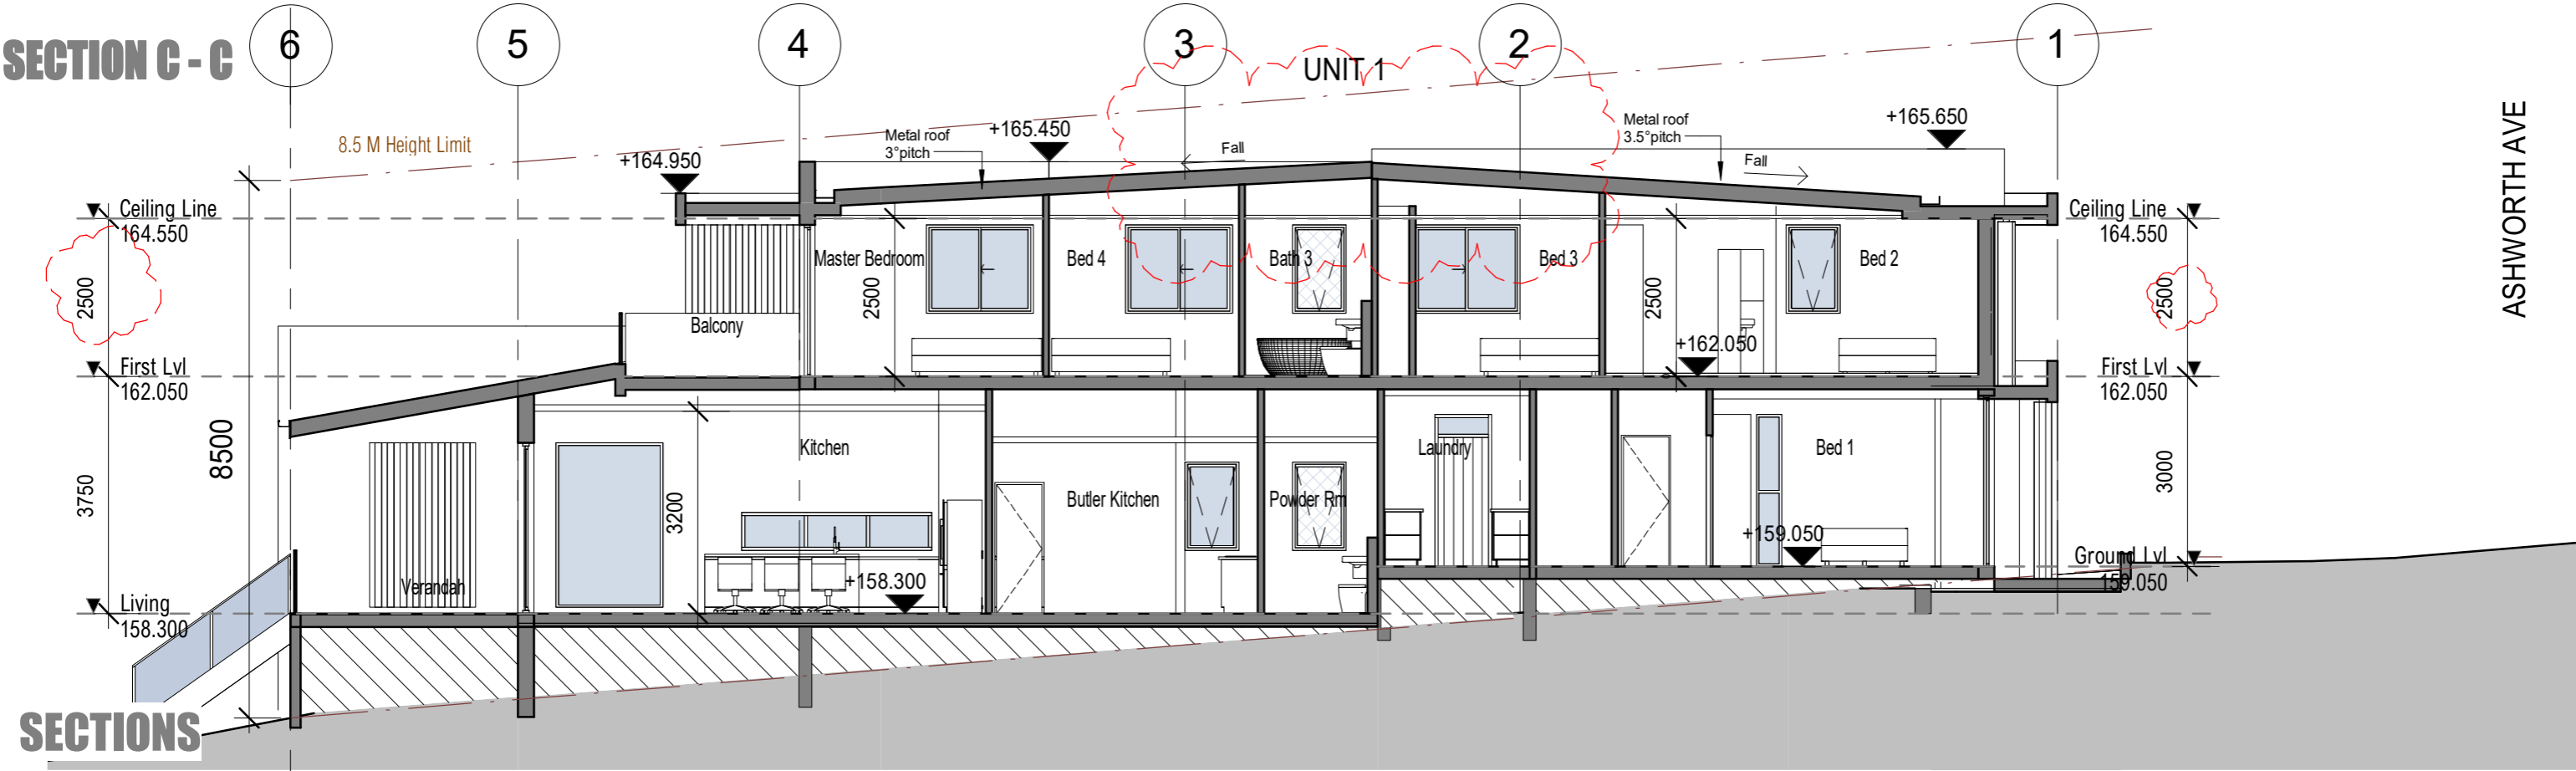 SECTION C - C
6
5
4
3
2
1
UNIT 1
8.5 M Height Limit
+164.950
Metal roof
3°pitch
+165.450
Fall
Metal roof
3.5°pitch
Fall
+165.650
ASHWORTH AVE
Ceiling Line
164.550
Ceiling Line
164.550
2500
Balcony
Master Bedroom
2500
Bed 4
Bath 3
Bed 3
2500
Bed 2
2500
+162.050
First Lvl
162.050
First Lvl
162.050
8500
3750
Verandah
3200
Kitchen
Butler Kitchen
Powder Rm
Laundry
Bed 1
3000
+158.300
+159.050
Ground Lvl
159.050
Living
158.300
SECTIONS